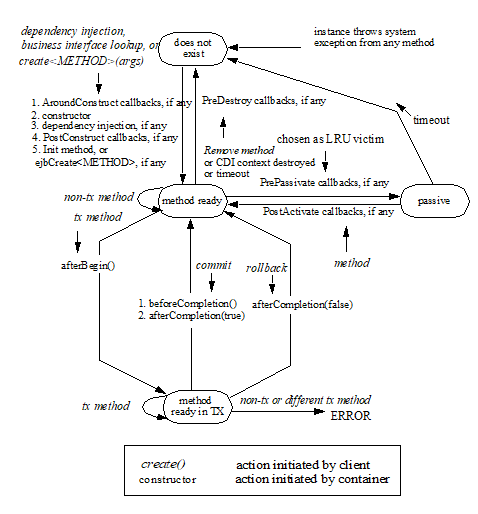 dependency injection,
business interface lookup, or
create<METHOD>(args)
does not
exist
instance throws system
exception from any method
1. AroundConstruct callbacks, if any
2. constructor
3. dependency injection, if any
4. PostConstruct callbacks, if any
5. Init method, or
ejbCreate<METHOD>, if any
PreDestroy callbacks, if any
Remove method
or CDI context destroyed
or timeout
chosen as LRU victim
timeout
PrePassivate callbacks, if any
non-tx method
method ready
passive
PostActivate callbacks, if any
tx method
afterBegin()
commit
rollback
method
1. beforeCompletion()
2. afterCompletion(true)
afterCompletion(false)
tx method
method
ready in TX
non-tx or different tx method
ERROR
create()
action initiated by client
constructor
action initiated by container